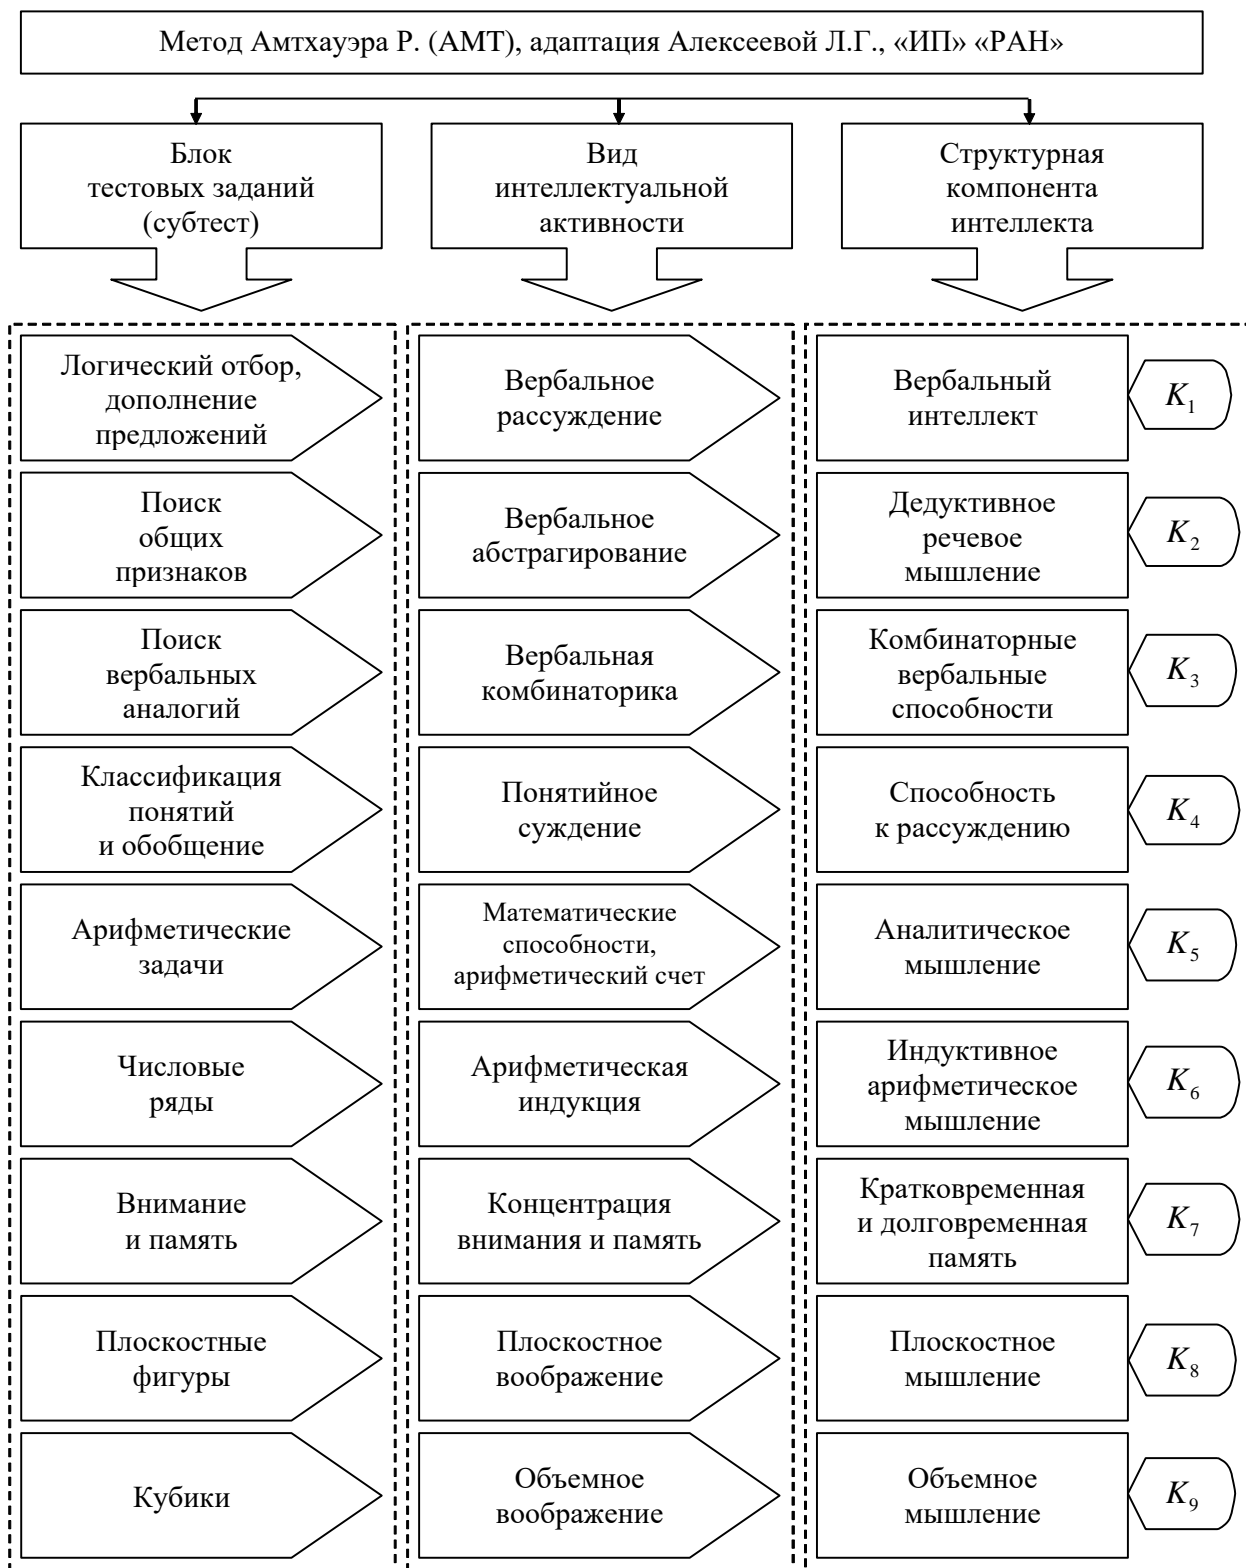 Метод Амтхауэра Р. (АМТ), адаптация Алексеевой Л.Г., «ИП» «РАН»
Блок
тестовых заданий
(субтест)
Вид
интеллектуальной
активности
Структурная
компонента
интеллекта
Логический отбор,
дополнение
предложений
Вербальное
рассуждение
Вербальный
интеллект
K₁
Поиск
общих
признаков
Вербальное
абстрагирование
Дедуктивное
речевое
мышление
K₂
Поиск
вербальных
аналогий
Вербальная
комбинаторика
Комбинаторные
вербальные
способности
K₃
Классификация
понятий
и обобщение
Понятийное
суждение
Способность
к рассуждению
K₄
Арифметические
задачи
Математические
способности,
арифметический счет
Аналитическое
мышление
K₅
Числовые
ряды
Арифметическая
индукция
Индуктивное
арифметическое
мышление
K₆
Внимание
и память
Концентрация
внимания и память
Кратковременная
и долговременная
память
K₇
Плоскостные
фигуры
Плоскостное
воображение
Плоскостное
мышление
K₈
Кубики
Объемное
воображение
Объемное
мышление
K₉